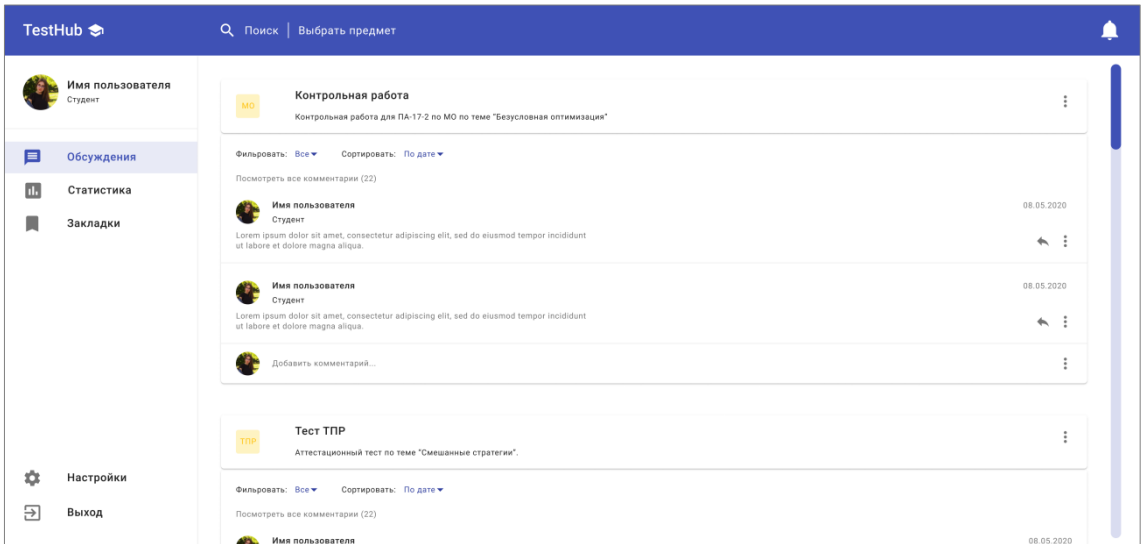 TestHub
Поиск | Выбрать предмет
Имя пользователя
Студент
Обсуждения
Статистика
Закладки
Настройки
Выход
МО
Контрольная работа
Контрольная работа для ПА-17-2 по МО по теме "Безусловная оптимизация"
Фильровать: Все Сортировать: По дате
Посмотреть все комментарии (22)
Имя пользователя
08.05.2020
Студент
Lorem ipsum dolor sit amet, consectetur adipiscing elit, sed do eiusmod tempor incididunt
ut labore et dolore magna aliqua.
Имя пользователя
08.05.2020
Студент
Lorem ipsum dolor sit amet, consectetur adipiscing elit, sed do eiusmod tempor incididunt
ut labore et dolore magna aliqua.
Добавить комментарий...
ТПР
Тест ТПР
Аттестационный тест по теме "Смешанные стратегии".
Фильровать: Все Сортировать: По дате
Посмотреть все комментарии (22)
Имя пользователя
08.05.2020